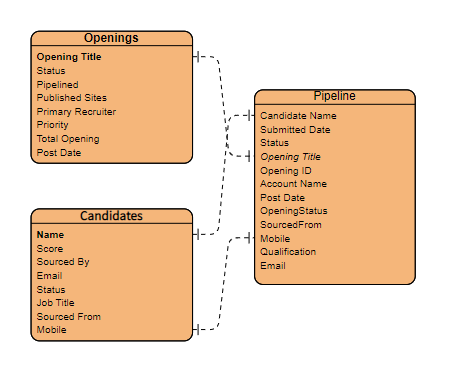 Openings
Opening Title
Status
Pipelined
Published Sites
Primary Recruiter
Priority
Total Opening
Post Date
Pipeline
Candidate Name
Submitted Date
Status
Opening Title
Opening ID
Account Name
Post Date
OpeningStatus
SourcedFrom
Mobile
Qualification
Email
Candidates
Name
Score
Sourced By
Email
Status
Job Title
Sourced From
Mobile